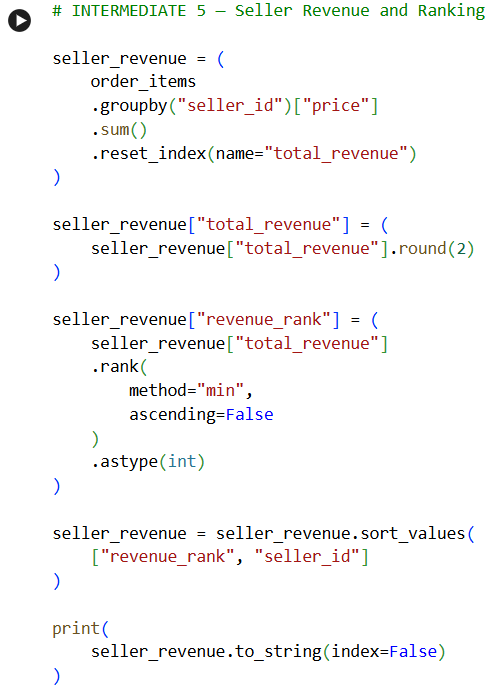 # INTERMEDIATE 5 — Seller Revenue and Ranking
seller_revenue = (
    order_items
    .groupby("seller_id")["price"]
    .sum()
    .reset_index(name="total_revenue")
)
seller_revenue["total_revenue"] = (
    seller_revenue["total_revenue"].round(2)
)
seller_revenue["revenue_rank"] = (
    seller_revenue["total_revenue"]
    .rank(
        method="min",
        ascending=False
    )
    .astype(int)
)
seller_revenue = seller_revenue.sort_values(
    ["revenue_rank", "seller_id"]
)
print(
    seller_revenue.to_string(index=False)
)